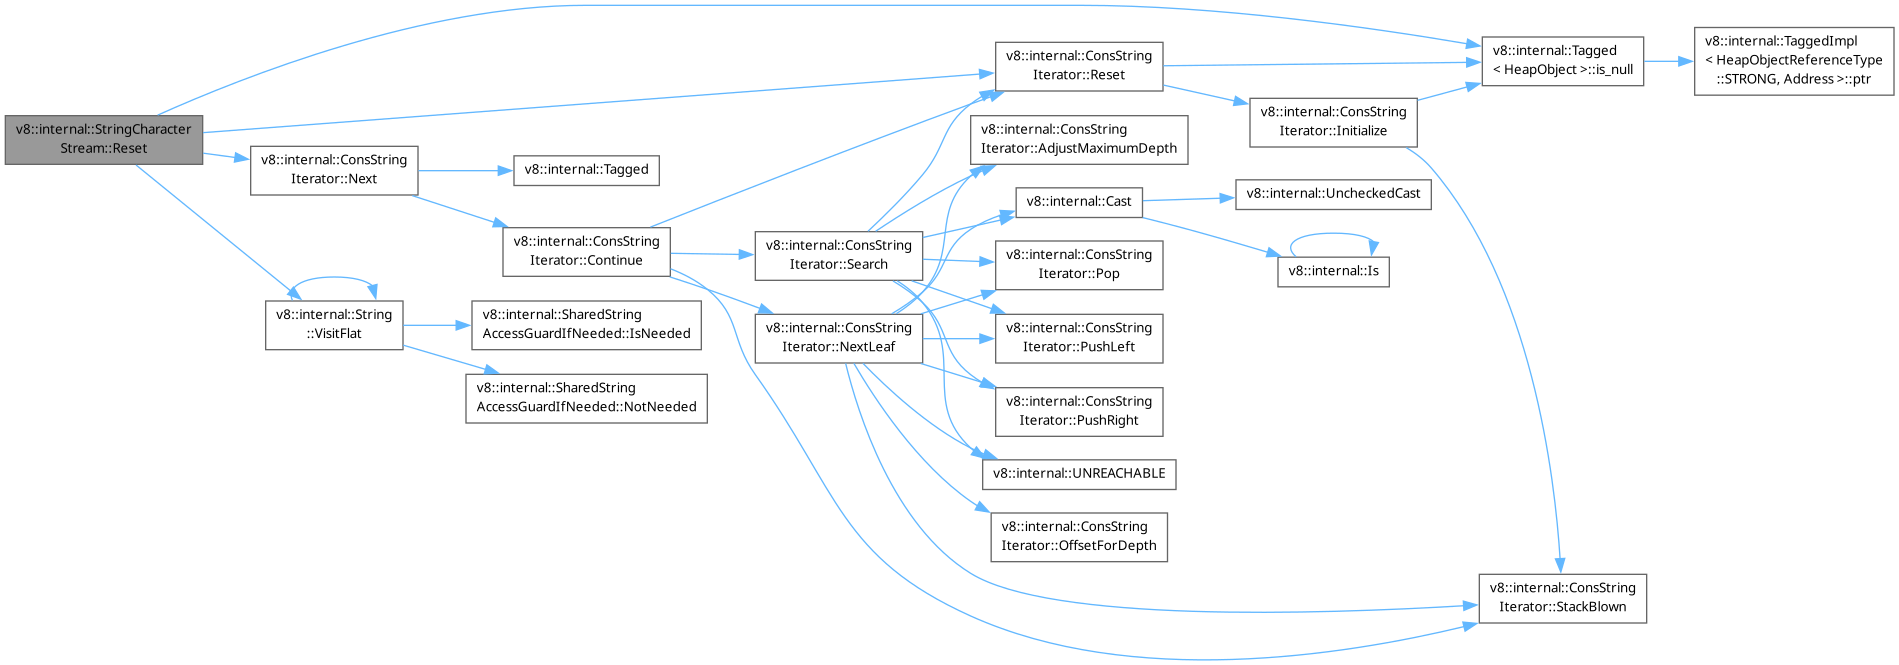 v8::internal::StringCharacter
Stream::Reset
v8::internal::ConsString
Iterator::Next
v8::internal::String
::VisitFlat
v8::internal::Tagged
v8::internal::ConsString
Iterator::Continue
v8::internal::SharedString
AccessGuardIfNeeded::IsNeeded
v8::internal::SharedString
AccessGuardIfNeeded::NotNeeded
v8::internal::ConsString
Iterator::Search
v8::internal::ConsString
Iterator::NextLeaf
v8::internal::ConsString
Iterator::Reset
v8::internal::ConsString
Iterator::AdjustMaximumDepth
v8::internal::Cast
v8::internal::ConsString
Iterator::Pop
v8::internal::ConsString
Iterator::PushLeft
v8::internal::ConsString
Iterator::PushRight
v8::internal::UNREACHABLE
v8::internal::ConsString
Iterator::OffsetForDepth
v8::internal::ConsString
Iterator::Initialize
v8::internal::UncheckedCast
v8::internal::Is
v8::internal::Tagged
< HeapObject >::is_null
v8::internal::ConsString
Iterator::StackBlown
v8::internal::TaggedImpl
< HeapObjectReferenceType
::STRONG, Address >::ptr